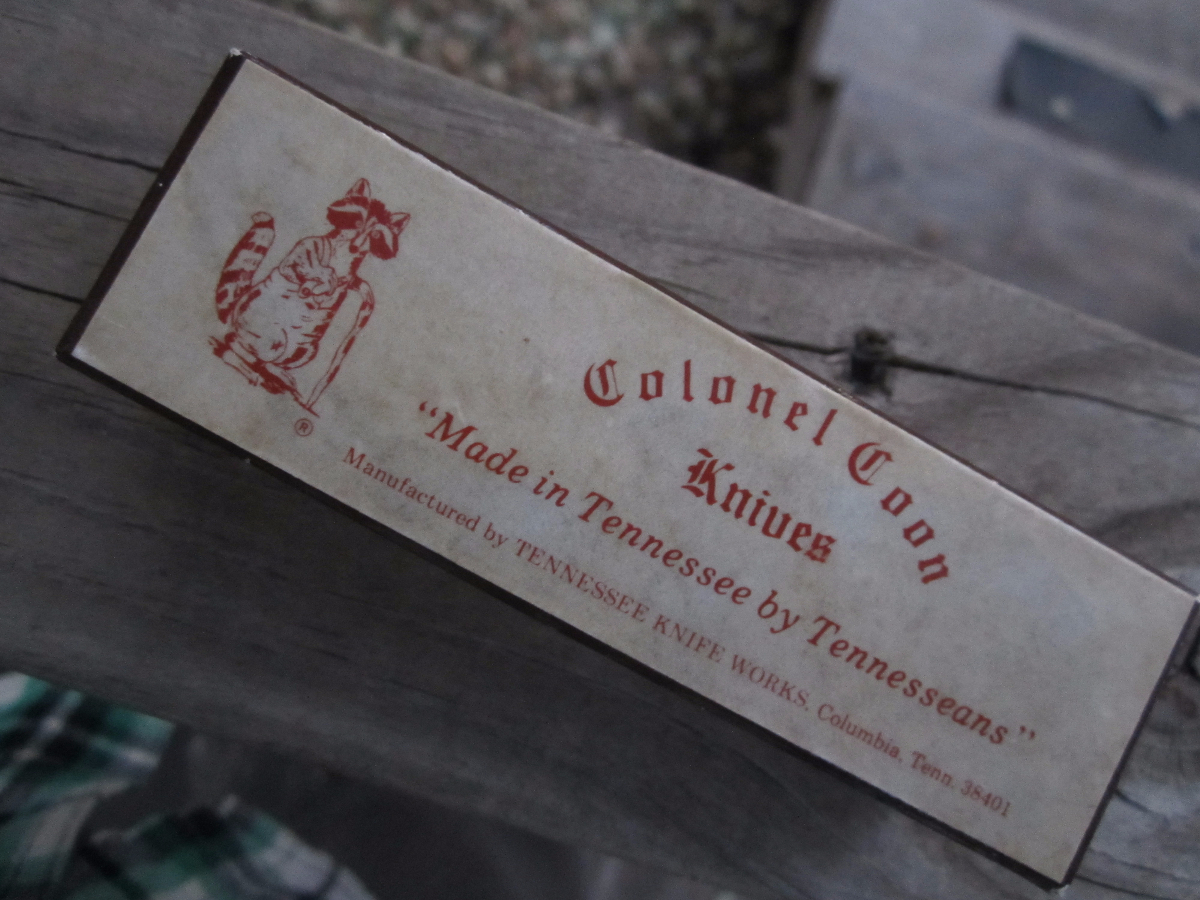 Colonel Coon
Knives
“Made in Tennessee by Tennesseans”
Manufactured by TENNESSEE KNIFE WORKS, Columbia, Tenn. 38401
®